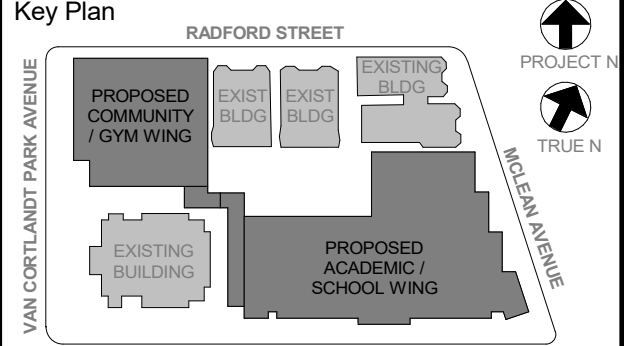 Key Plan
RADFORD STREET
PROJECT N
TRUE N
VAN CORTLANDT PARK AVENUE
PROPOSED
COMMUNITY
/ GYM WING
EXIST
BLDG
EXIST
BLDG
EXISTING
BLDG
MCLEAN AVENUE
EXISTING
BUILDING
PROPOSED
ACADEMIC /
SCHOOL WING